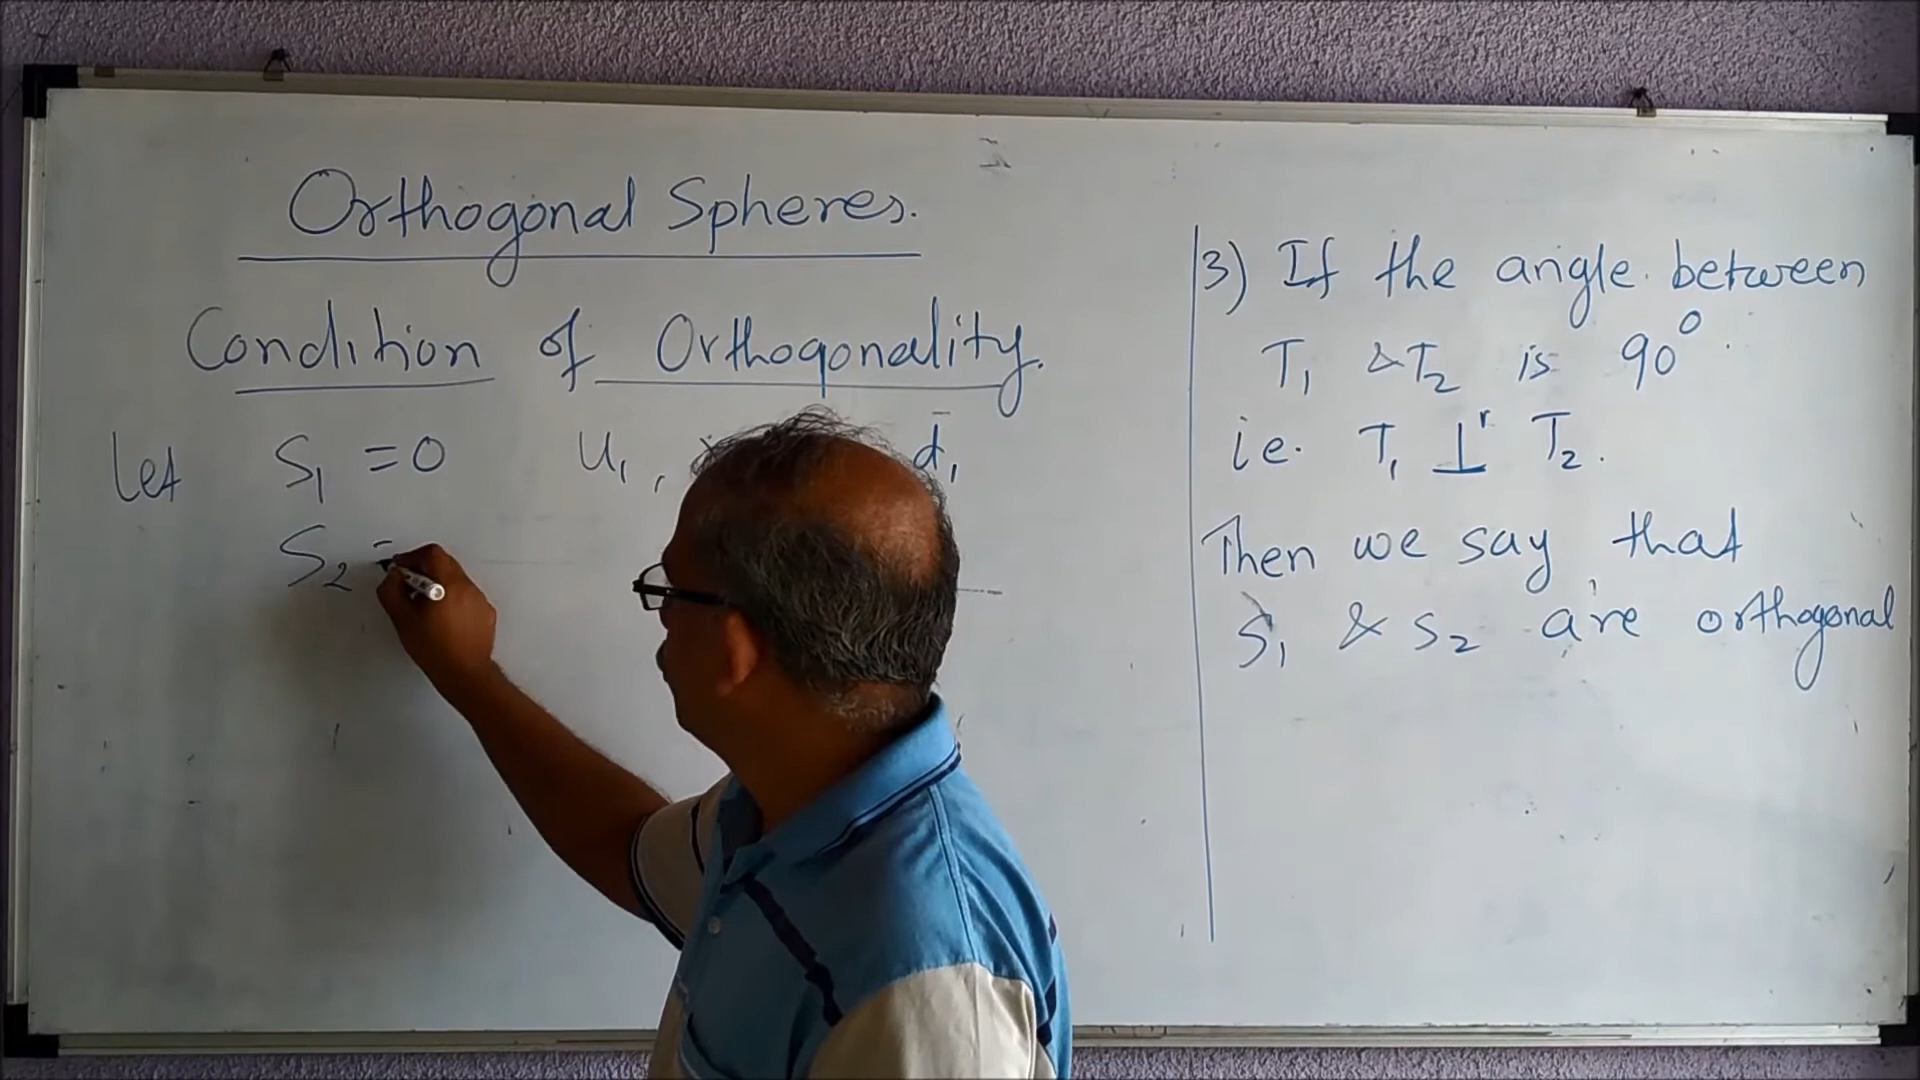 Orthogonal Spheres.
Condition of Orthogonality.
Let S₁ = 0 u₁, d₁
S₂ =
3) If the angle between
T₁ & T₂ is 90°.
ie. T₁ ⊥ʳ T₂.
Then we say that
S₁ & S₂ are orthogonal